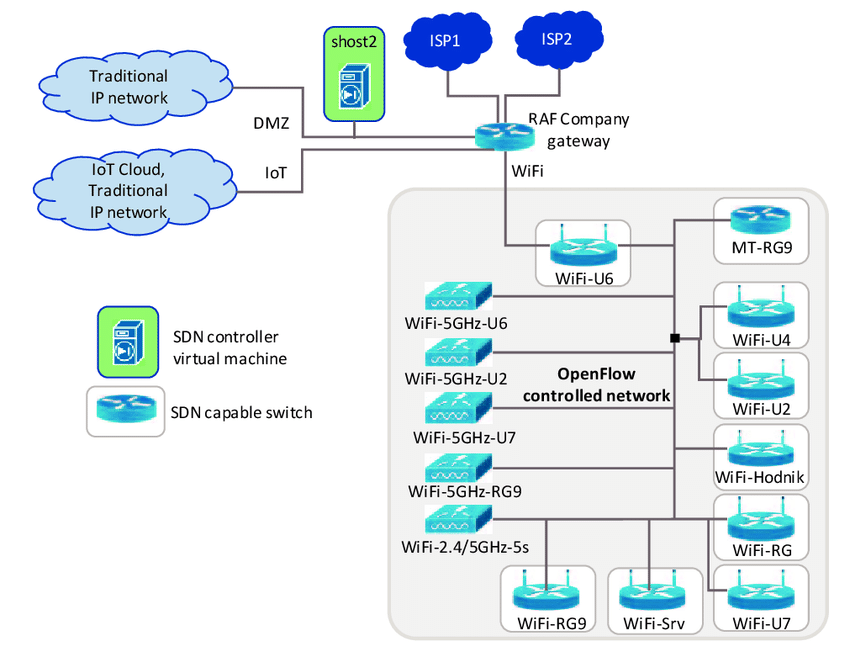 shost2
ISP1
ISP2
Traditional
IP network
DMZ
RAF Company
gateway
IoT Cloud,
Traditional
IP network
IoT
WiFi
MT-RG9
WiFi-U6
WiFi-5GHz-U6
WiFi-U4
SDN controller
virtual machine
WiFi-5GHz-U2
OpenFlow
controlled network
WiFi-U2
SDN capable switch
WiFi-5GHz-U7
WiFi-Hodnik
WiFi-5GHz-RG9
WiFi-2.4/5GHz-5s
WiFi-RG
WiFi-RG9
WiFi-Srv
WiFi-U7